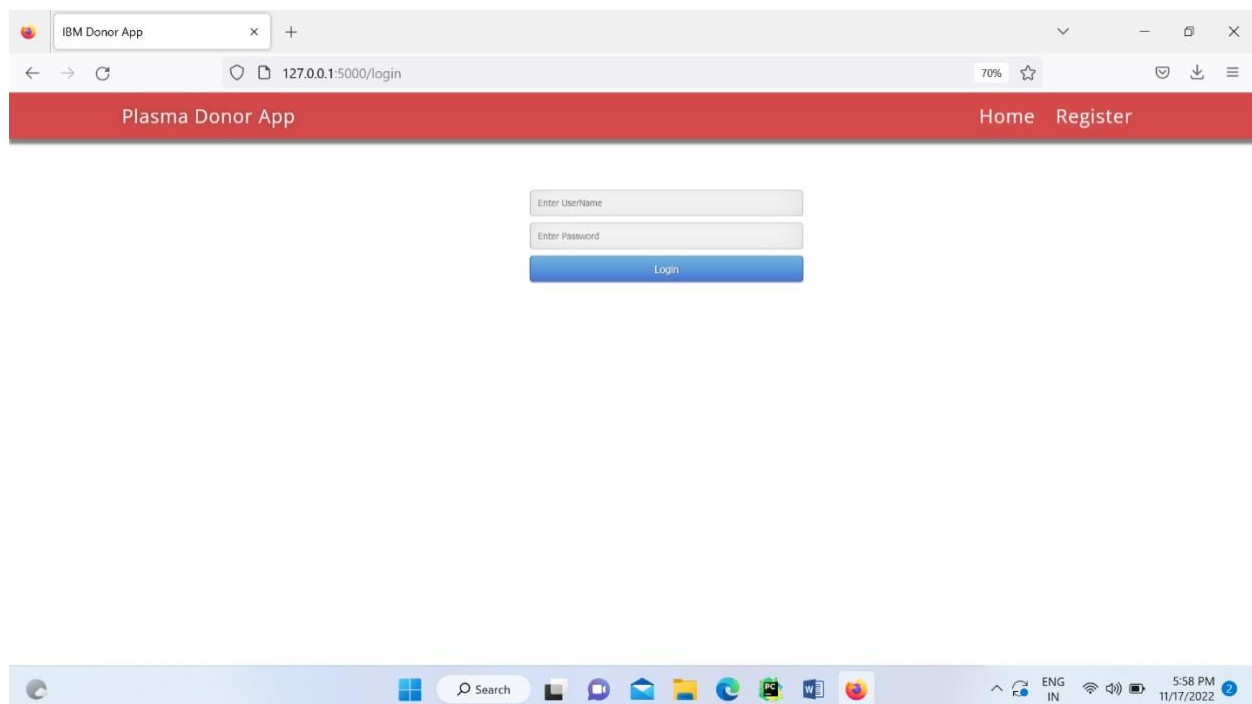 IBM Donor App
127.0.0.1:5000/login
70%
Plasma Donor App
Home Register
Enter UserName
Enter Password
Login
Search
PC
W
ENG
IN
5:58 PM
11/17/2022
2